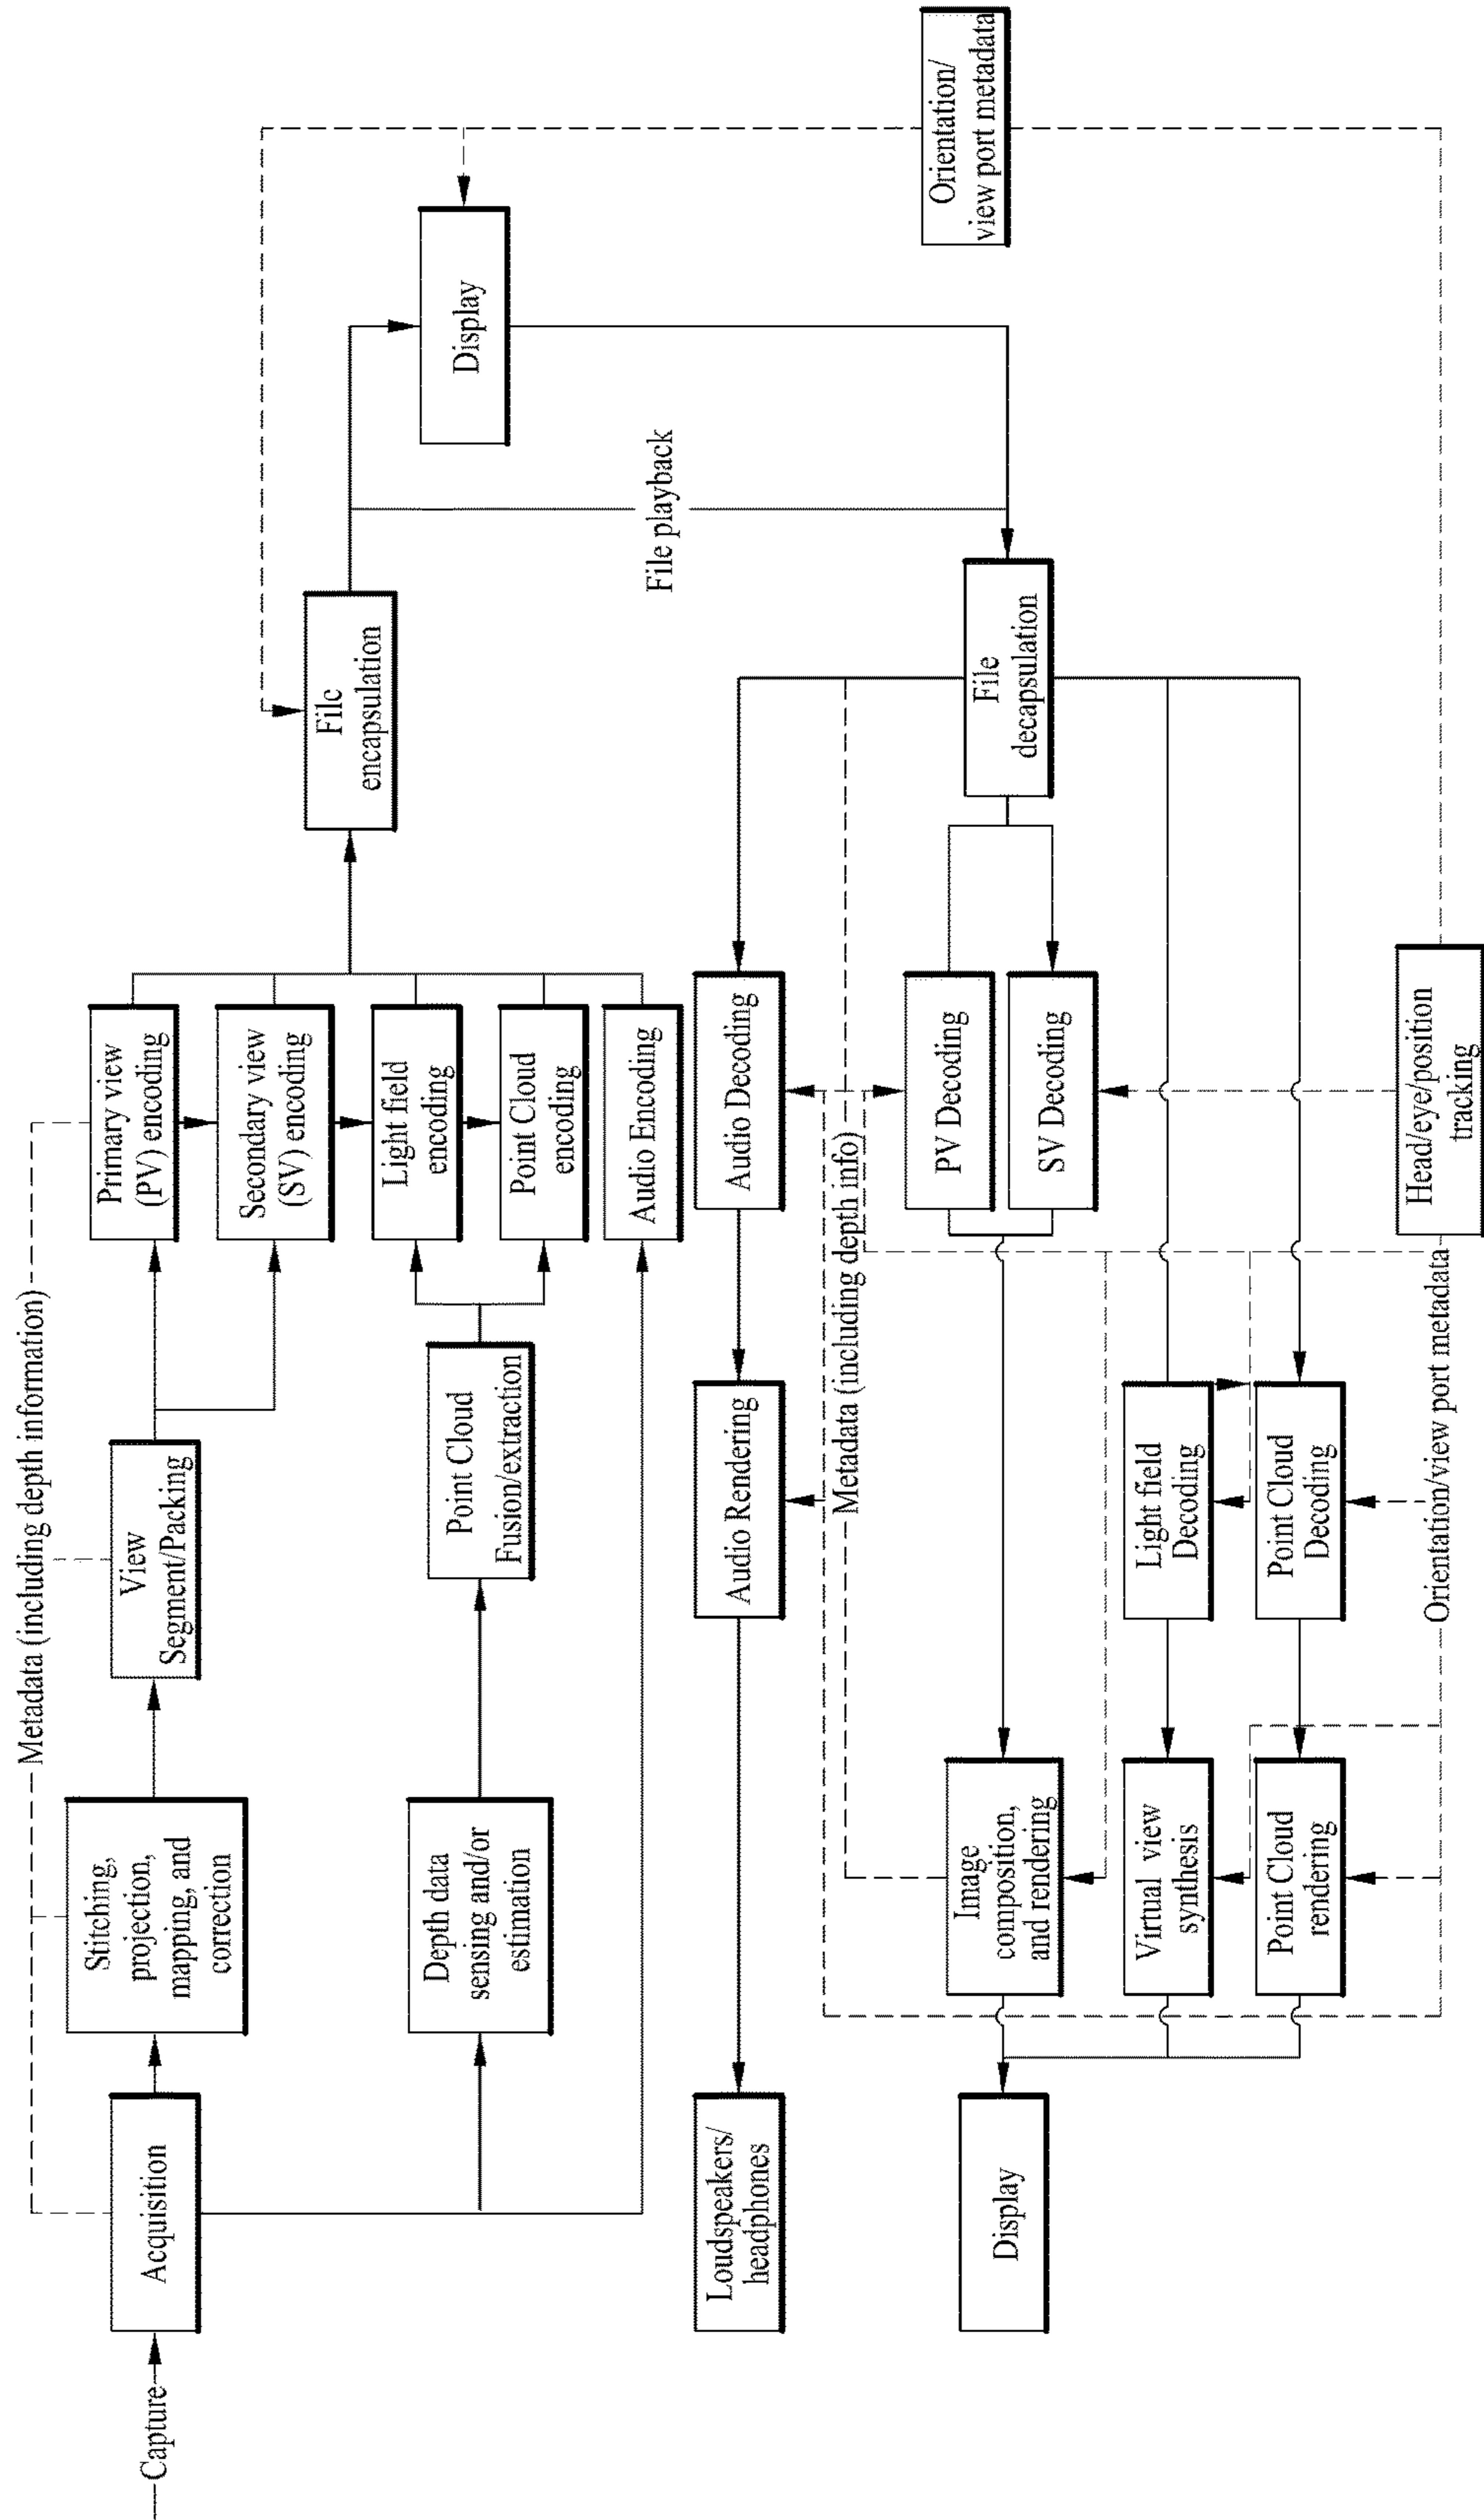 Capture
Acquisition
Metadata (including depth information)
Stitching,
projection,
mapping, and
correction
View
Segment/Packing
Primary view
(PV) encoding
Secondary view
(SV) encoding
Depth data
sensing and/or
estimation
Point Cloud
Fusion/extraction
Light field
encoding
Point Cloud
encoding
Audio Encoding
File
encapsulation
Display
File playback
Orientation/
view port metadata
Loudspeakers/
headphones
Audio Rendering
Audio Decoding
Metadata (including depth info)
Display
Image
composition,
and rendering
PV Decoding
SV Decoding
File
decapsulation
Virtual view
synthesis
Light field
Decoding
Point Cloud
rendering
Point Cloud
Decoding
Orientation/view port metadata
Head/eye/position
tracking